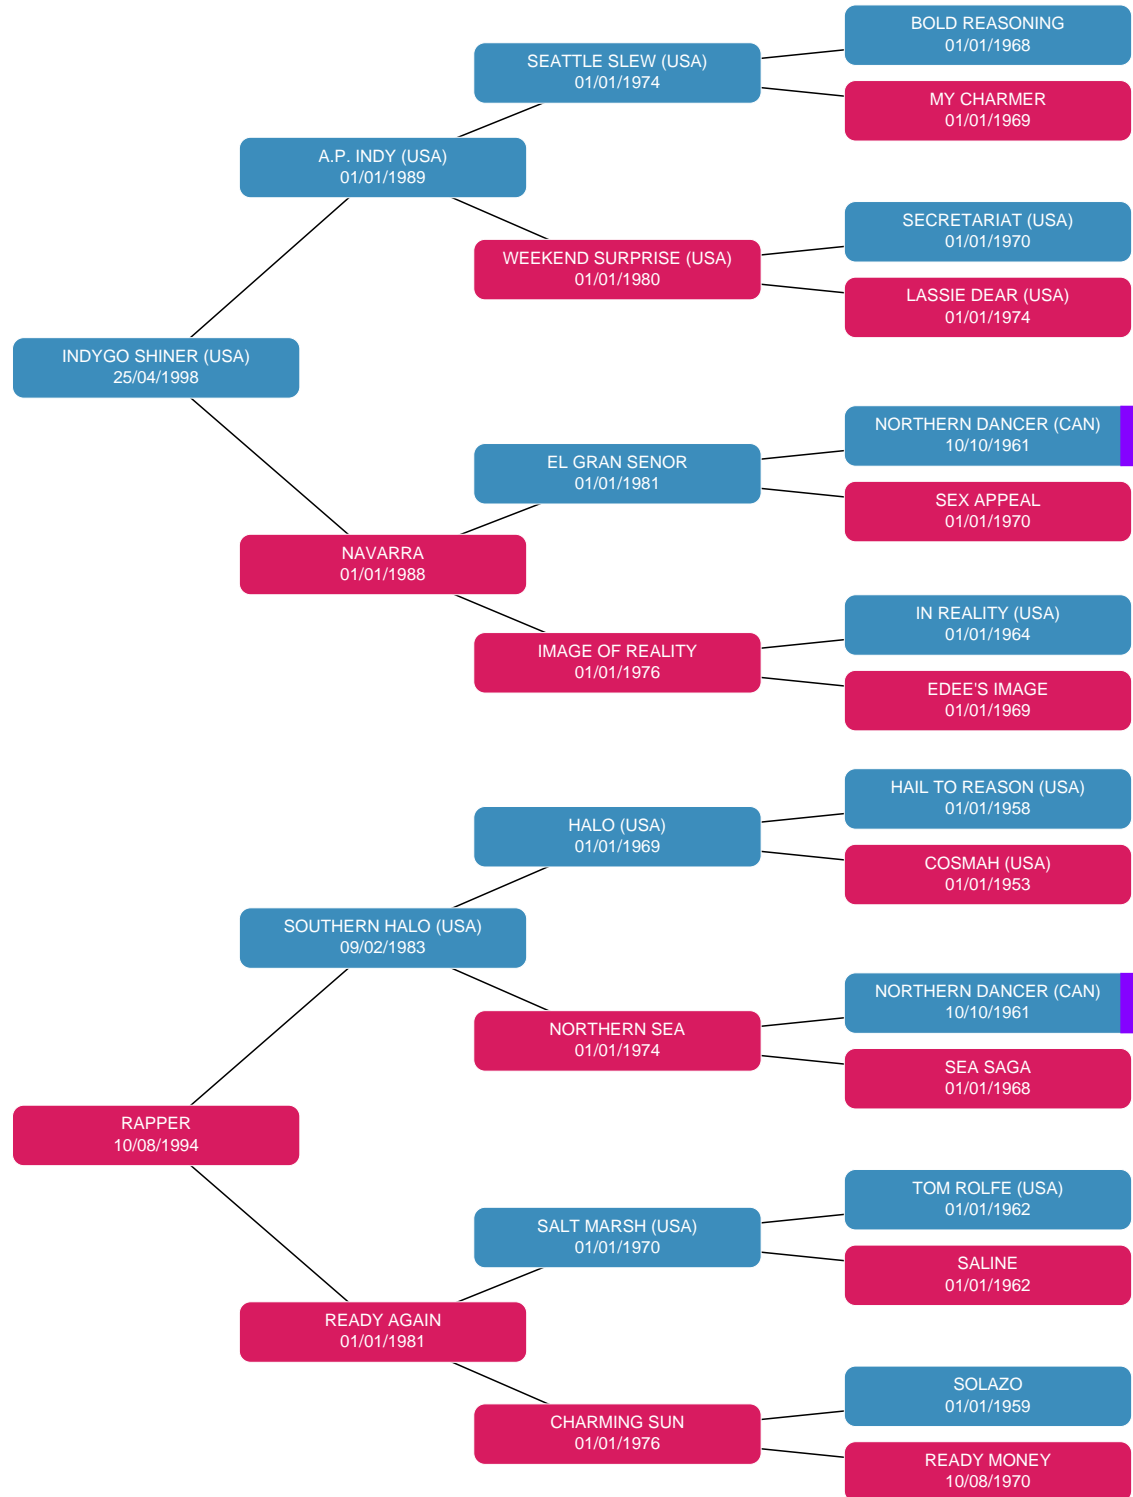 BOLD REASONING
01/01/1968
SEATTLE SLEW (USA)
01/01/1974
MY CHARMER
01/01/1969
A.P. INDY (USA)
01/01/1989
SECRETARIAT (USA)
01/01/1970
WEEKEND SURPRISE (USA)
01/01/1980
LASSIE DEAR (USA)
01/01/1974
INDYGO SHINER (USA)
25/04/1998
NORTHERN DANCER (CAN)
10/10/1961
EL GRAN SENOR
01/01/1981
SEX APPEAL
01/01/1970
NAVARRA
01/01/1988
IN REALITY (USA)
01/01/1964
IMAGE OF REALITY
01/01/1976
EDEE'S IMAGE
01/01/1969
HAIL TO REASON (USA)
01/01/1958
HALO (USA)
01/01/1969
COSMAH (USA)
01/01/1953
SOUTHERN HALO (USA)
09/02/1983
NORTHERN DANCER (CAN)
10/10/1961
NORTHERN SEA
01/01/1974
SEA SAGA
01/01/1968
RAPPER
10/08/1994
TOM ROLFE (USA)
01/01/1962
SALT MARSH (USA)
01/01/1970
SALINE
01/01/1962
READY AGAIN
01/01/1981
SOLAZO
01/01/1959
CHARMING SUN
01/01/1976
READY MONEY
10/08/1970